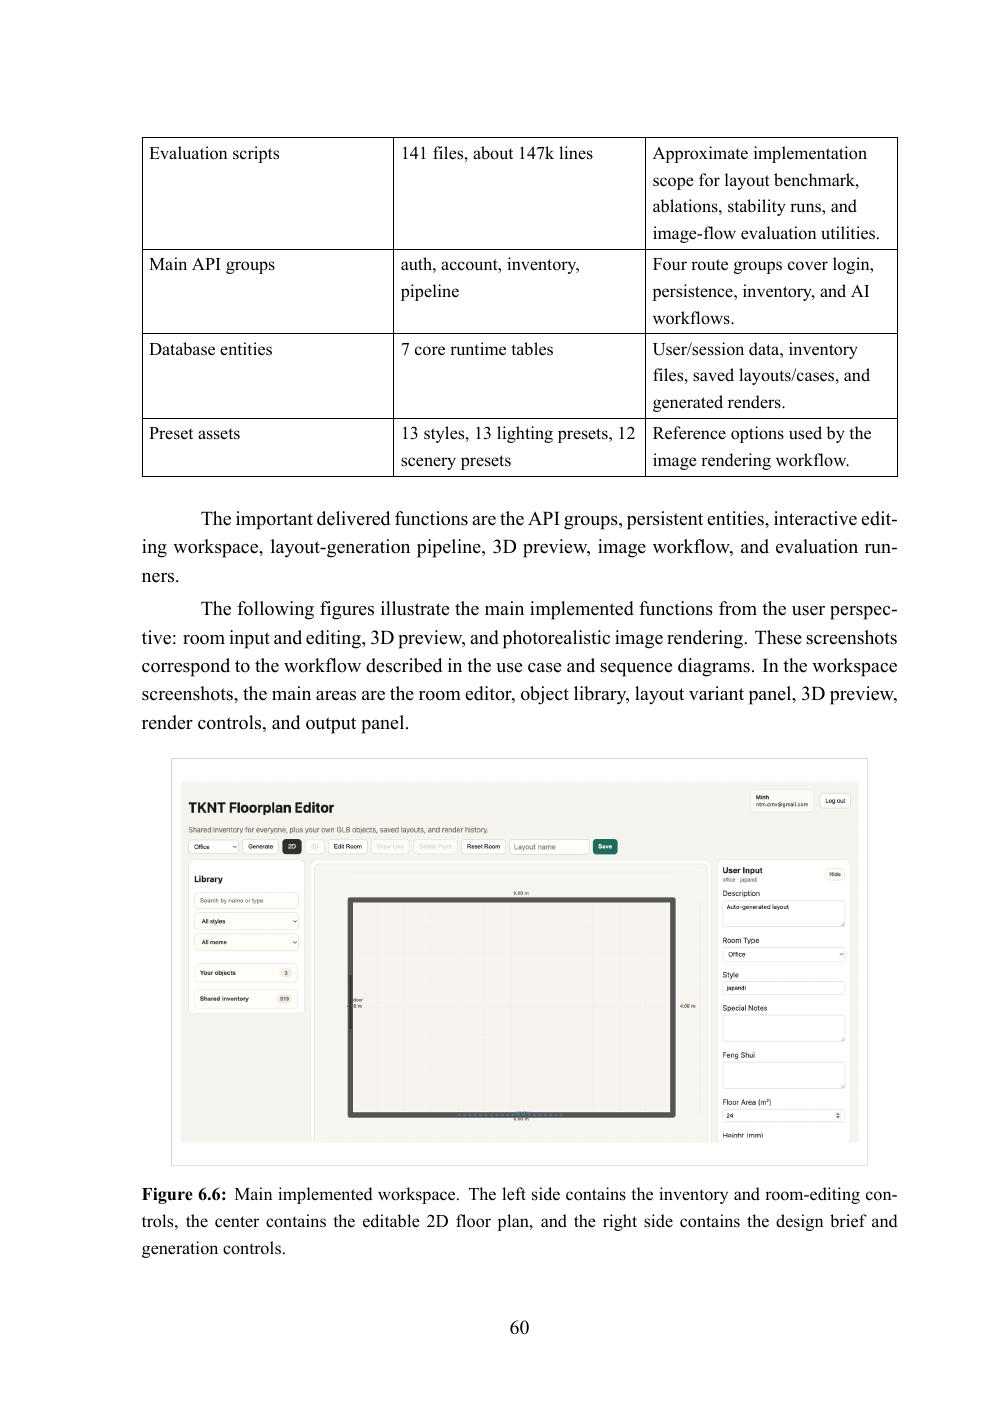 Evaluation scripts
141 files, about 147k lines
Approximate implementation
scope for layout benchmark,
ablations, stability runs, and
image-flow evaluation utilities.
Main API groups
auth, account, inventory,
pipeline
Four route groups cover login,
persistence, inventory, and AI
workflows.
Database entities
7 core runtime tables
User/session data, inventory
files, saved layouts/cases, and
generated renders.
Preset assets
13 styles, 13 lighting presets, 12
scenery presets
Reference options used by the
image rendering workflow.
The important delivered functions are the API groups, persistent entities, interactive edit-
ing workspace, layout-generation pipeline, 3D preview, image workflow, and evaluation run-
ners.
The following figures illustrate the main implemented functions from the user perspec-
tive: room input and editing, 3D preview, and photorealistic image rendering. These screenshots
correspond to the workflow described in the use case and sequence diagrams. In the workspace
screenshots, the main areas are the room editor, object library, layout variant panel, 3D preview,
render controls, and output panel.
Minh
ntm.cmv@gmail.com
Log out
TKNT Floorplan Editor
Shared inventory for everyone, plus your own GLB objects, saved layouts, and render history.
Office Generate 2D 3D Edit Room Draw Line Delete Point Reset Room Layout name Save
Library
Search by name or type
All styles
All rooms
Your objects 3
Shared inventory 919
6.00 m
door
4.00 m
6.00 m
User Input
office · japandi
Hide
Description
Auto-generated layout
Room Type
Office
Style
japandi
Special Notes
Feng Shui
Floor Area (m²)
24
Height (mm)
Figure 6.6: Main implemented workspace. The left side contains the inventory and room-editing con-
trols, the center contains the editable 2D floor plan, and the right side contains the design brief and
generation controls.
60